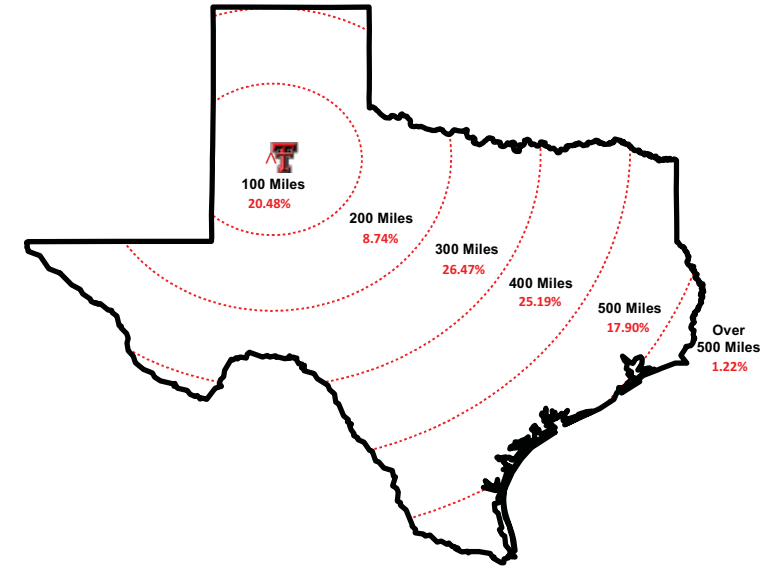 T
100 Miles
20.48%
200 Miles
8.74%
300 Miles
26.47%
400 Miles
25.19%
500 Miles
17.90%
Over
500 Miles
1.22%